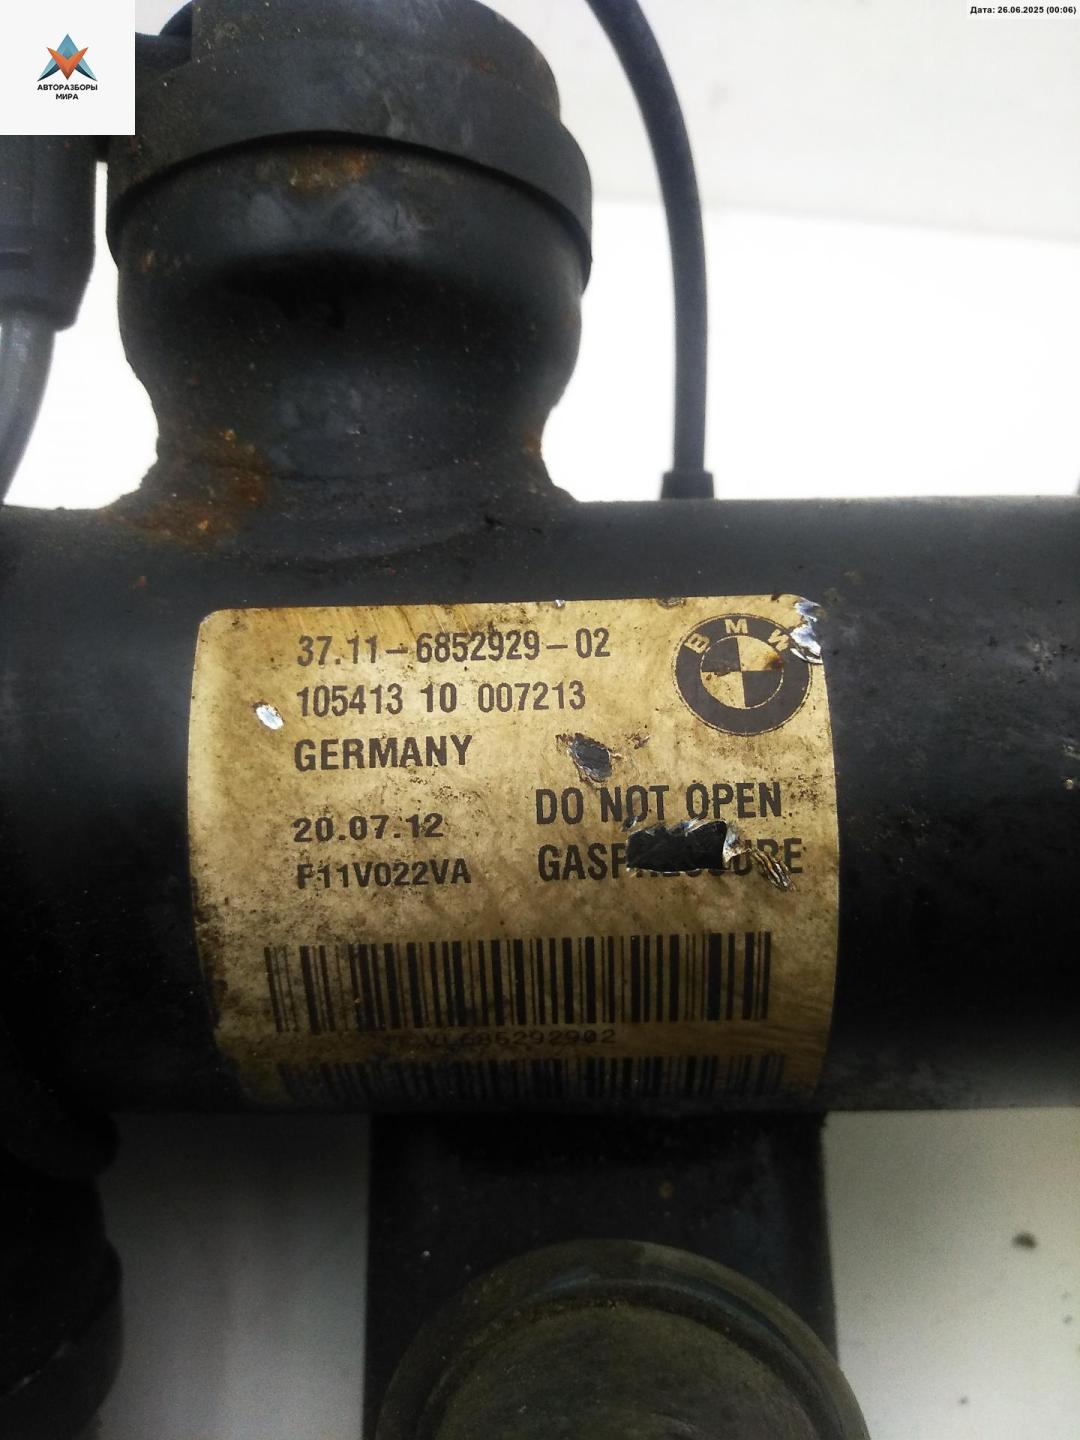 Дата: 26.06.2025 (00:06)
АВТОРАЗБОРЫ
МИРА
37.11-6852929-02
BMW
105413 10 007213
GERMANY
20.07.12
DO NOT OPEN
F11V022VA
VL685292902